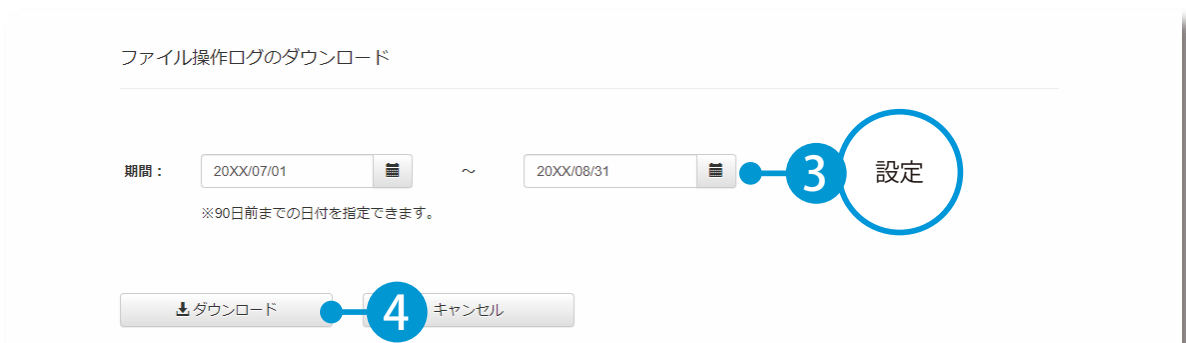 ファイル操作ログのダウンロード
期間： 20XX/07/01 ～ 20XX/08/31 3 設定
※90日前までの日付を指定できます。
ダウンロード 4 キャンセル